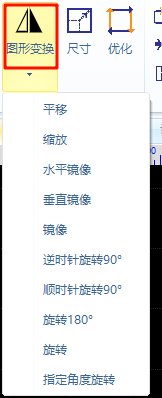 图形变换 尺寸 优化
平移
缩放
水平镜像
垂直镜像
镜像
逆时针旋转90°
顺时针旋转90°
旋转180°
旋转
指定角度旋转